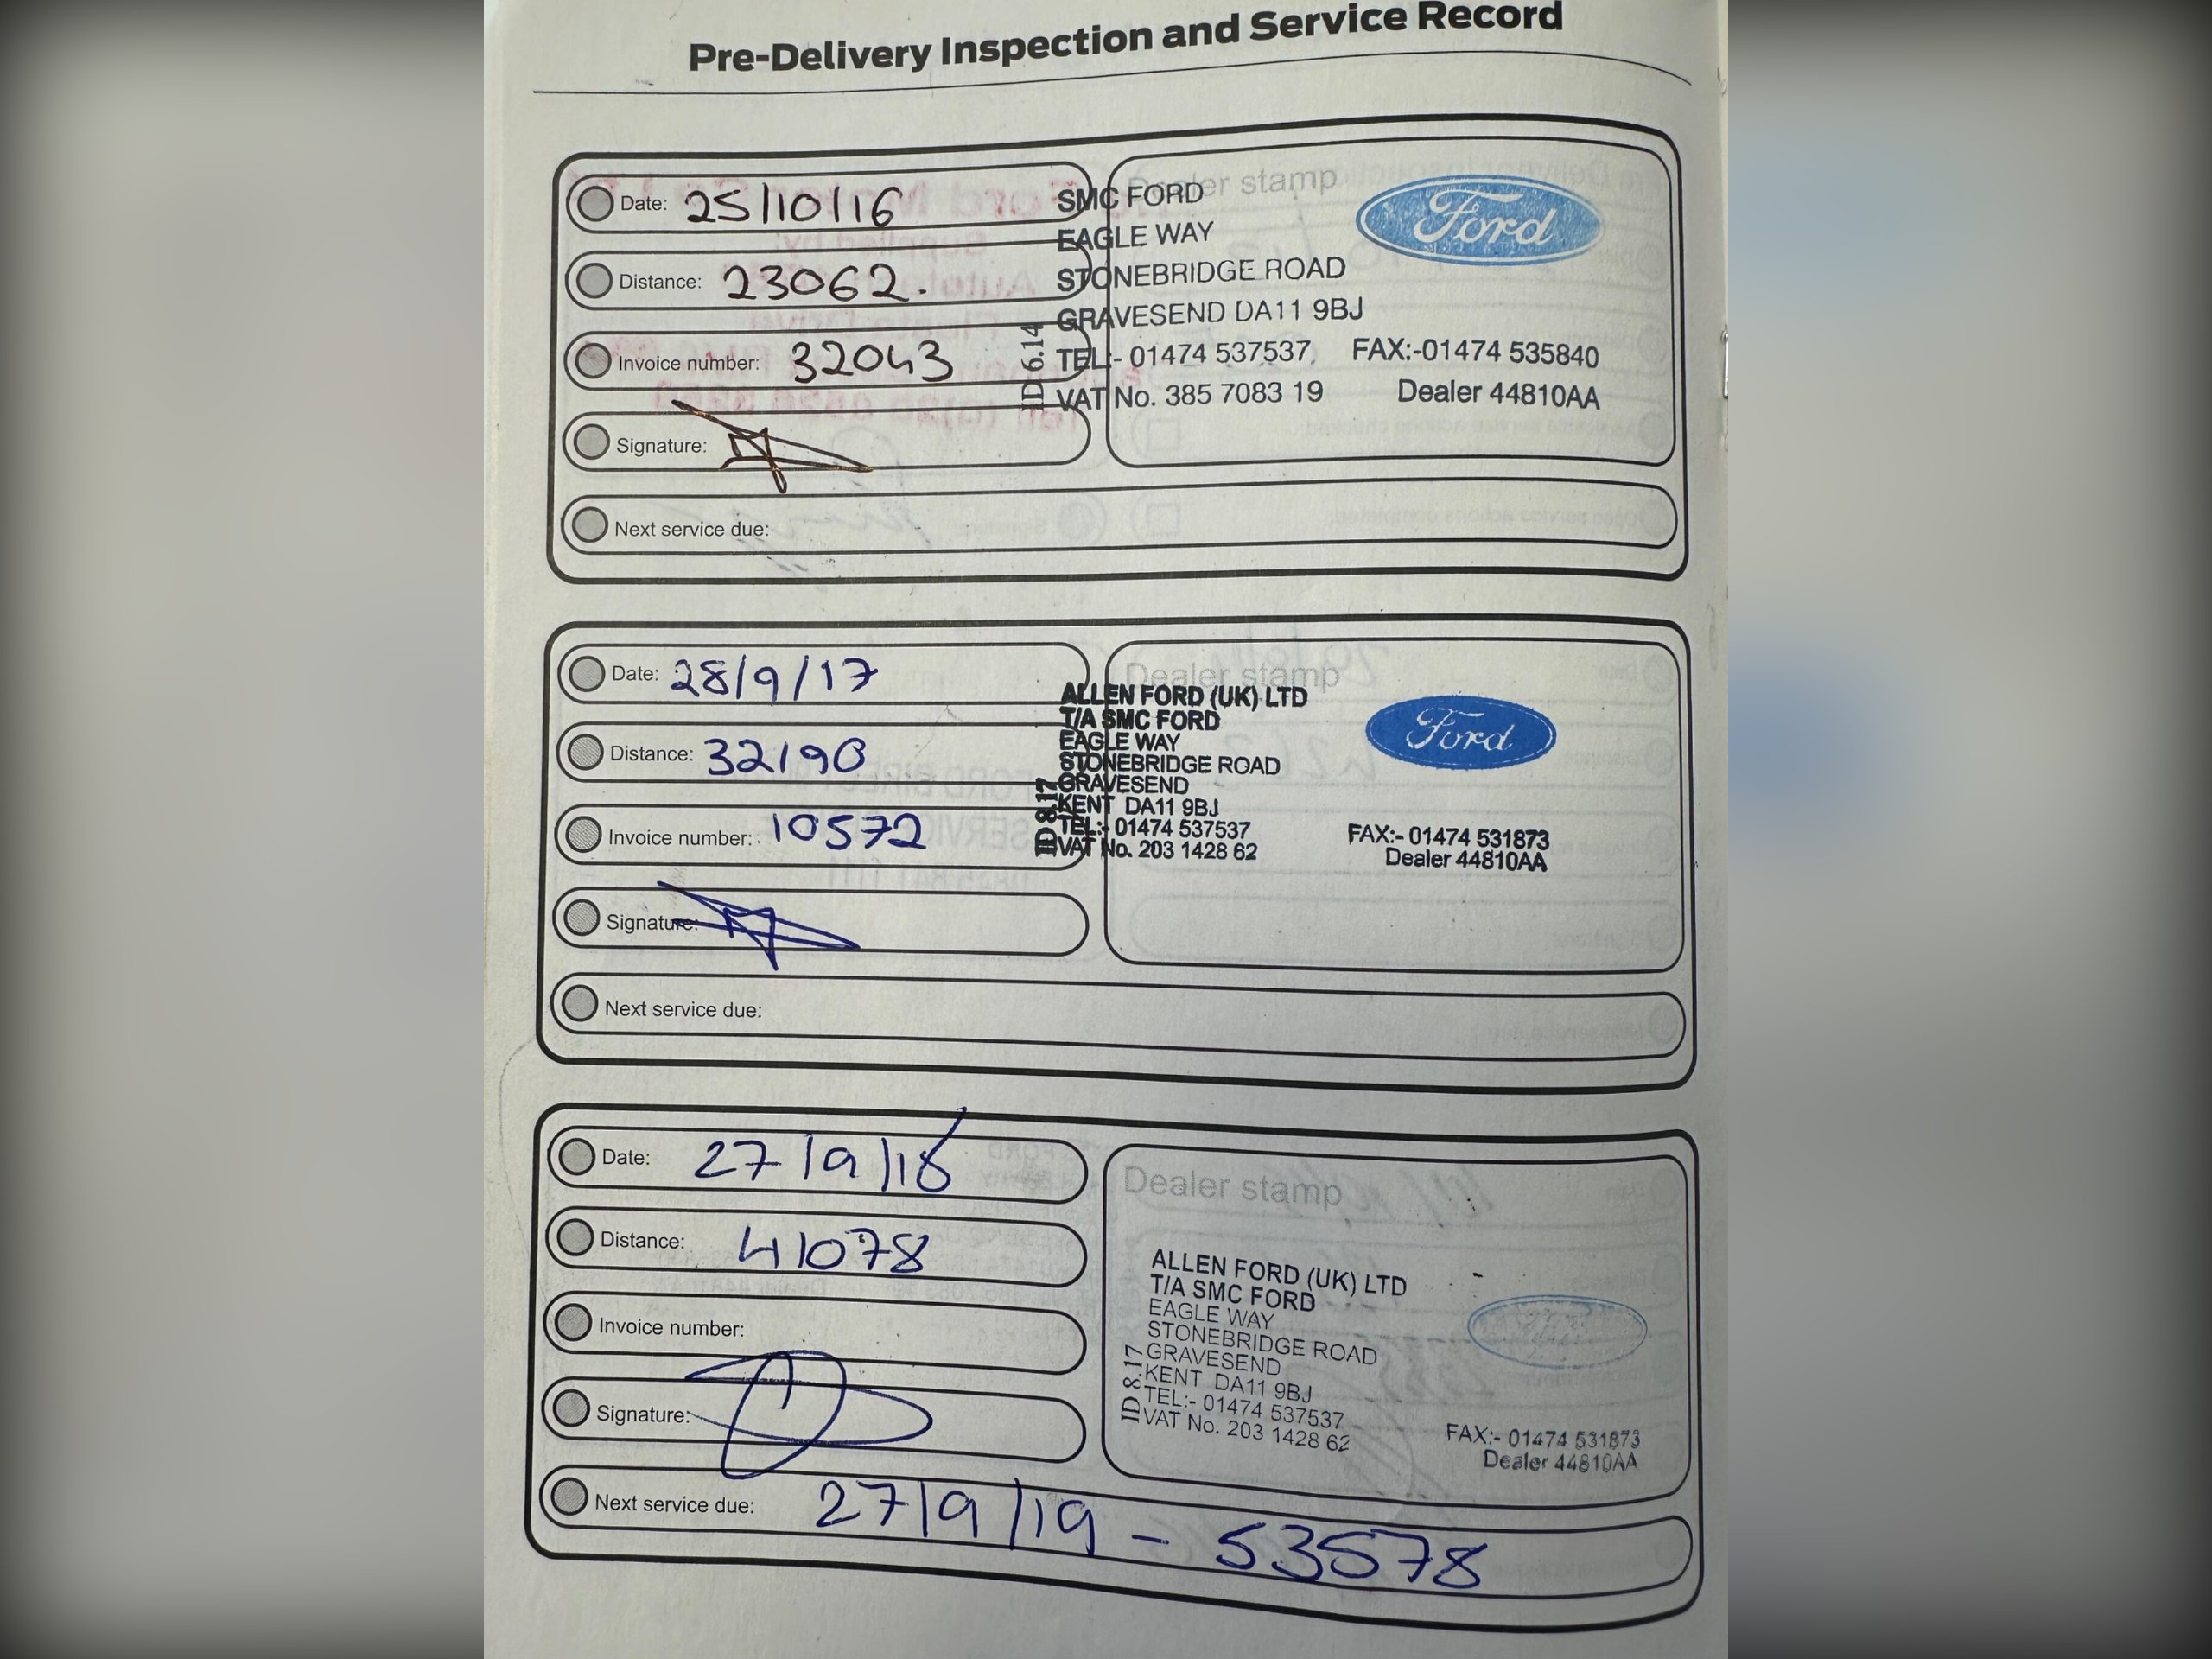 Pre-Delivery Inspection and Service Record
Date: 25/10/16
Distance: 23062.
Invoice number: 32043
Signature:
Next service due:
Dealer stamp
SMC FORD
EAGLE WAY
STONEBRIDGE ROAD
GRAVESEND DA11 9BJ
TEL:- 01474 537537 FAX:-01474 535840
VAT No. 385 7083 19 Dealer 44810AA
ID 6.14
Ford
Date: 28/9/17
Distance: 32190
Invoice number: 10572
Signature:
Next service due:
Dealer stamp
ALLEN FORD (UK) LTD
T/A SMC FORD
EAGLE WAY
STONEBRIDGE ROAD
GRAVESEND
KENT DA11 9BJ
TEL:- 01474 537537 FAX:- 01474 531873
VAT No. 203 1428 62 Dealer 44810AA
ID 8.17
Ford
Date: 27/9/18
Distance: 41078
Invoice number:
Signature:
Next service due: 27/9/19 - 53578
Dealer stamp
ALLEN FORD (UK) LTD
T/A SMC FORD
EAGLE WAY
STONEBRIDGE ROAD
GRAVESEND
KENT DA11 9BJ
TEL:- 01474 537537
VAT No. 203 1428 62
ID 8.17
FAX:- 01474 531873
Dealer 44810AA